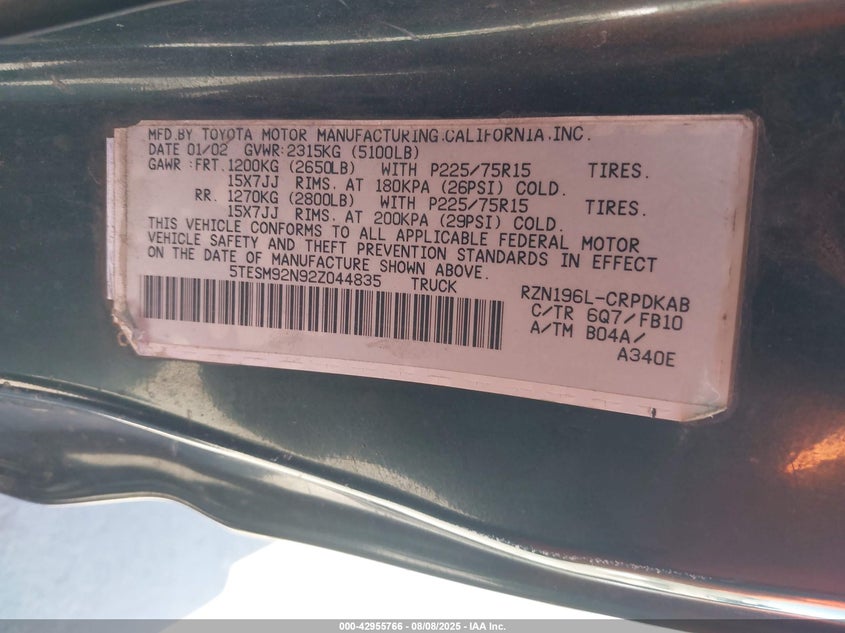 MFD.BY TOYOTA MOTOR MANUFACTURING.CALIFORNIA.INC.
DATE 01/02 GVWR:2315KG (5100LB)
GAWR :FRT.1200KG (2650LB) WITH P225/75R15 TIRES.
15X7JJ RIMS. AT 180KPA (26PSI) COLD.
RR. 1270KG (2800LB) WITH P225/75R15 TIRES.
15X7JJ RIMS. AT 200KPA (29PSI) COLD.
THIS VEHICLE CONFORMS TO ALL APPLICABLE FEDERAL MOTOR
VEHICLE SAFETY AND THEFT PREVENTION STANDARDS IN EFFECT
ON THE DATE OF MANUFACTURE SHOWN ABOVE.
5TESM92N92Z044835 TRUCK RZN196L-CRPDKAB
C/TR 6Q7/FB10
A/TM B04A/
A340E
000-42955766 - 08/08/2025 - IAA Inc.